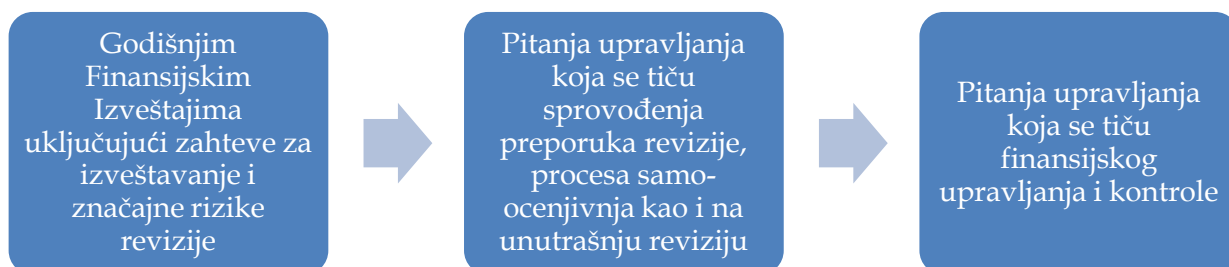 Godišnjim
Finansijskim
Izveštajima
uključujući zahteve za
izveštavanje i
značajne rizike
revizije
Pitanja upravljanja
koja se tiču
sprovođenja
preporuka revizije,
procesa samo-
ocenjivnja kao i na
unutrašnju reviziju
Pitanja upravljanja
koja se tiču
finansijskog
upravljanja i kontrole